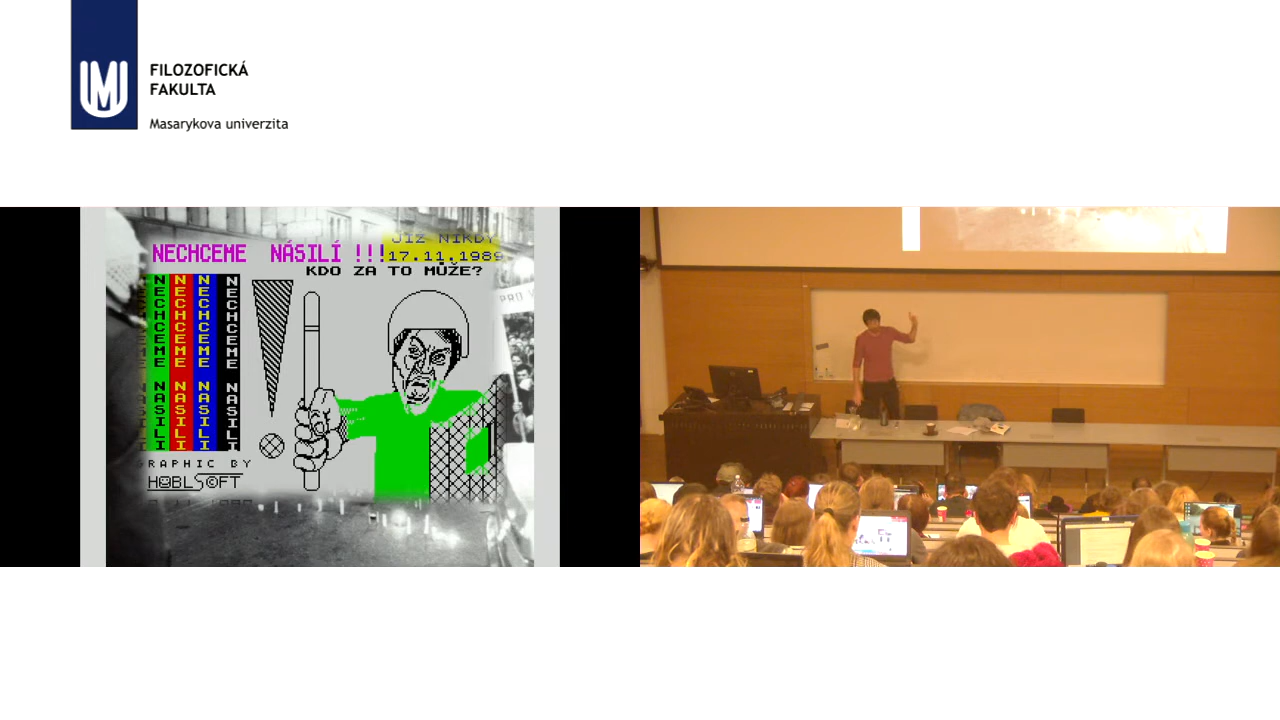 FILOZOFICKÁ
FAKULTA
Masarykova univerzita
JIŽ NIKDY
NECHCEME NÁSILÍ !!!
17.11.1989
KDO ZA TO MŮŽE?
NECHCEME NASILI
NECHCEME NASILI
NECHCEME NASILI
NECHCEME NASILI
PRO
GRAPHIC BY
HOBLSOFT